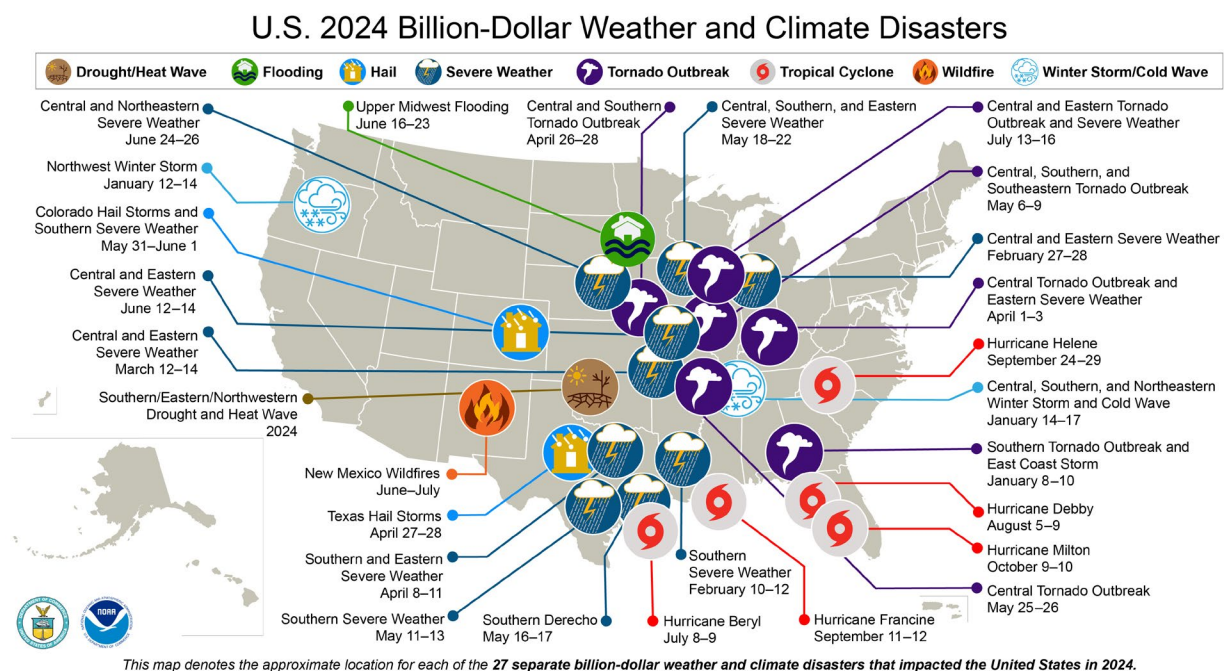 U.S. 2024 Billion-Dollar Weather and Climate Disasters
Drought/Heat Wave
Flooding
Hail
Severe Weather
Tornado Outbreak
Tropical Cyclone
Wildfire
Winter Storm/Cold Wave
Central and Northeastern
Severe Weather
June 24–26
Upper Midwest Flooding
June 16–23
Central and Southern
Tornado Outbreak
April 26–28
Central, Southern, and Eastern
Severe Weather
May 18–22
Central and Eastern Tornado
Outbreak and Severe Weather
July 13–16
Northwest Winter Storm
January 12–14
Central, Southern, and
Southeastern Tornado Outbreak
May 6–9
Colorado Hail Storms and
Southern Severe Weather
May 31–June 1
Central and Eastern Severe Weather
February 27–28
Central and Eastern
Severe Weather
June 12–14
Central Tornado Outbreak and
Eastern Severe Weather
April 1–3
Central and Eastern
Severe Weather
March 12–14
Hurricane Helene
September 24–29
Southern/Eastern/Northwestern
Drought and Heat Wave
2024
Central, Southern, and Northeastern
Winter Storm and Cold Wave
January 14–17
New Mexico Wildfires
June–July
Southern Tornado Outbreak and
East Coast Storm
January 8–10
Texas Hail Storms
April 27–28
Hurricane Debby
August 5–9
Southern and Eastern
Severe Weather
April 8–11
Southern
Severe Weather
February 10–12
Hurricane Milton
October 9–10
Central Tornado Outbreak
May 25–26
Southern Severe Weather
May 11–13
Southern Derecho
May 16–17
Hurricane Beryl
July 8–9
Hurricane Francine
September 11–12
NOAA
This map denotes the approximate location for each of the 27 separate billion-dollar weather and climate disasters that impacted the United States in 2024.